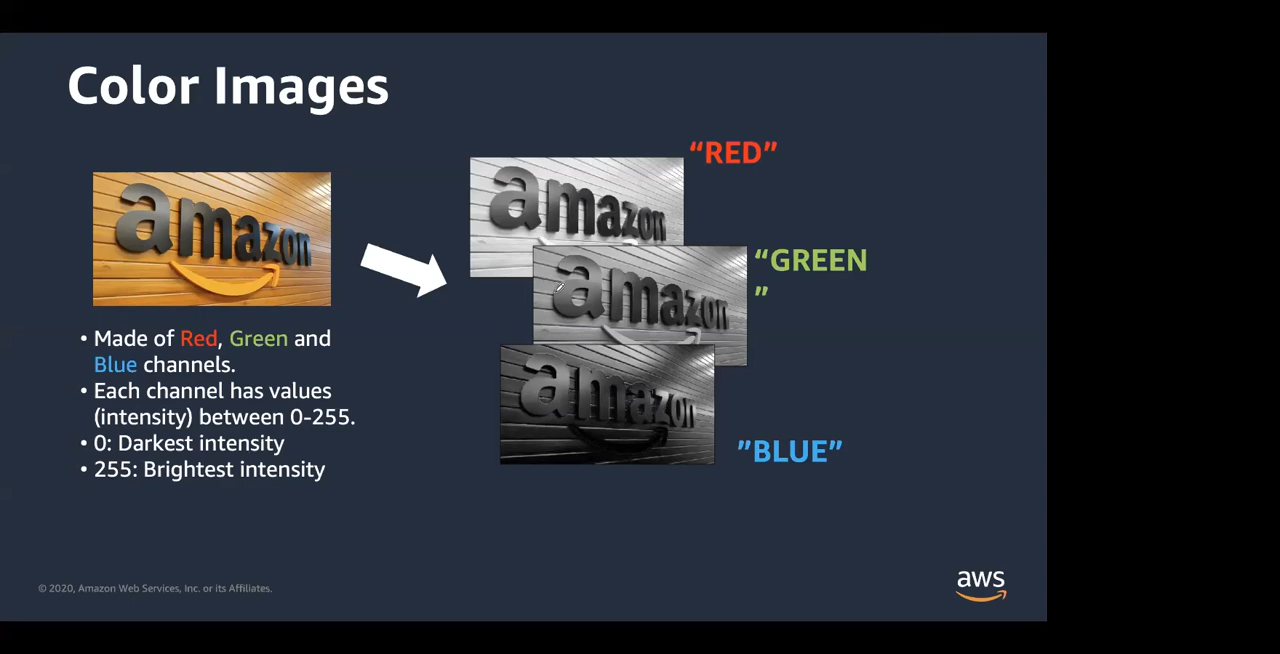 Color Images
amazon
• Made of Red, Green and
Blue channels.
• Each channel has values
(intensity) between 0-255.
• 0: Darkest intensity
• 255: Brightest intensity
“RED”
amazon
“GREEN
”
amazon
”BLUE”
amazon
© 2020, Amazon Web Services, Inc. or its Affiliates.
aws